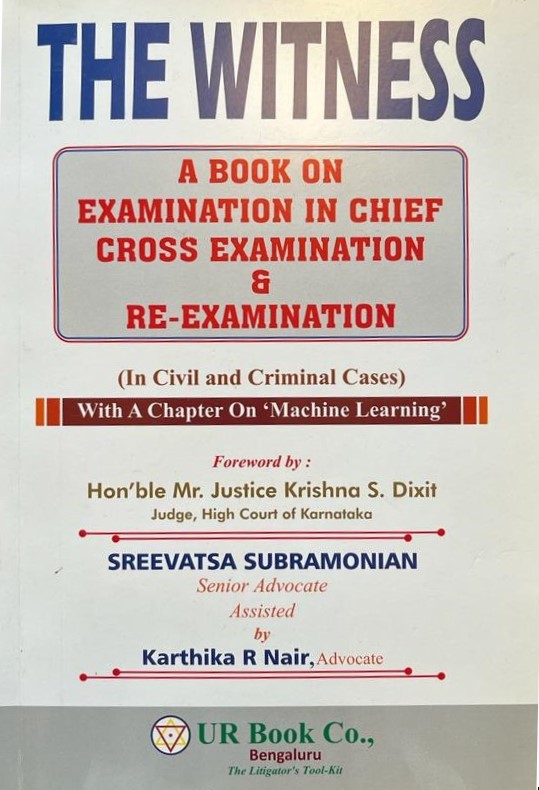 THE WITNESS
A BOOK ON
EXAMINATION IN CHIEF
CROSS EXAMINATION
&
RE-EXAMINATION
(In Civil and Criminal Cases)
With A Chapter On ‘Machine Learning’
Foreword by :
Hon’ble Mr. Justice Krishna S. Dixit
Judge, High Court of Karnataka
SREEVATSA SUBRAMONIAN
Senior Advocate
Assisted
by
Karthika R Nair, Advocate
UR Book Co.,
Bengaluru
The Litigator's Tool-Kit